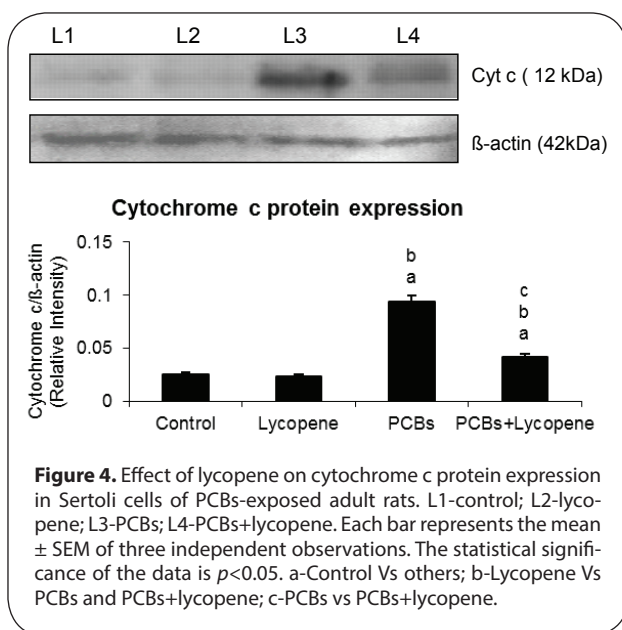 L1 L2 L3 L4
Cyt c ( 12 kDa)
ß-actin (42kDa)
Cytochrome c protein expression
Cytochrome c/ß-actin
(Relative Intensity)
0.15
0.1
0.05
0
b
a
c
b
a
Control Lycopene PCBs PCBs+Lycopene
Figure 4. Effect of lycopene on cytochrome c protein expression
in Sertoli cells of PCBs-exposed adult rats. L1-control; L2-lyco-
pene; L3-PCBs; L4-PCBs+lycopene. Each bar represents the mean
± SEM of three independent observations. The statistical signifi-
cance of the data is p<0.05. a-Control Vs others; b-Lycopene Vs
PCBs and PCBs+lycopene; c-PCBs vs PCBs+lycopene.